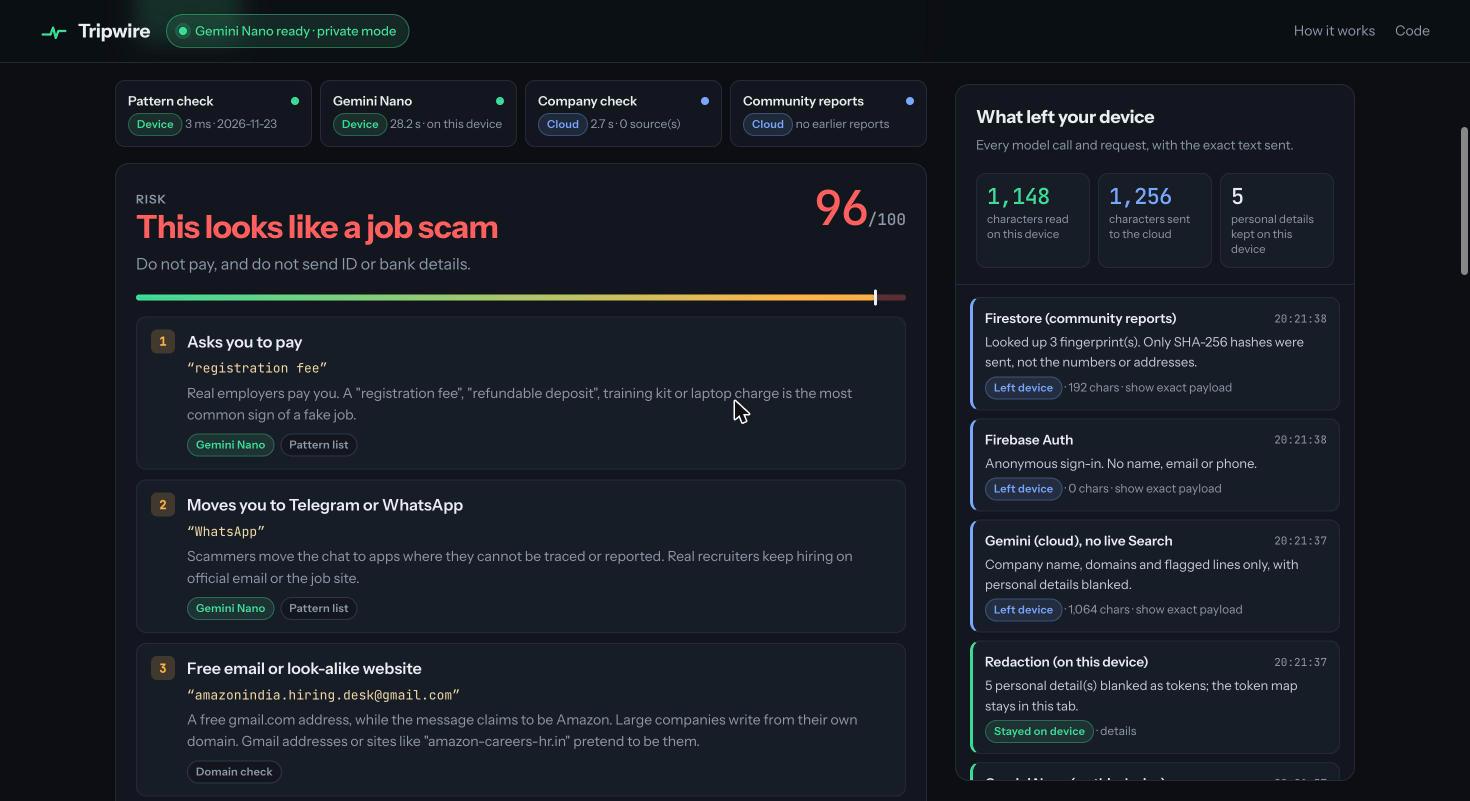 Tripwire
Gemini Nano ready · private mode
How it works
Code
Pattern check
Device 3 ms · 2026-11-23
Gemini Nano
Device 28.2 s · on this device
Company check
Cloud 2.7 s · 0 source(s)
Community reports
Cloud no earlier reports
RISK
This looks like a job scam
96/100
Do not pay, and do not send ID or bank details.
1
Asks you to pay
“registration fee”
Real employers pay you. A "registration fee", "refundable deposit", training kit or laptop charge is the most
common sign of a fake job.
Gemini Nano
Pattern list
2
Moves you to Telegram or WhatsApp
“WhatsApp”
Scammers move the chat to apps where they cannot be traced or reported. Real recruiters keep hiring on
official email or the job site.
Gemini Nano
Pattern list
3
Free email or look-alike website
“amazonindia.hiring.desk@gmail.com”
A free gmail.com address, while the message claims to be Amazon. Large companies write from their own
domain. Gmail addresses or sites like "amazon-careers-hr.in" pretend to be them.
Domain check
What left your device
Every model call and request, with the exact text sent.
1,148
characters read
on this device
1,256
characters sent
to the cloud
5
personal details
kept on this
device
Firestore (community reports) 20:21:38
Looked up 3 fingerprint(s). Only SHA-256 hashes were
sent, not the numbers or addresses.
Left device · 192 chars · show exact payload
Firebase Auth 20:21:38
Anonymous sign-in. No name, email or phone.
Left device · 0 chars · show exact payload
Gemini (cloud), no live Search 20:21:37
Company name, domains and flagged lines only, with
personal details blanked.
Left device · 1,064 chars · show exact payload
Redaction (on this device) 20:21:37
5 personal detail(s) blanked as tokens; the token map
stays in this tab.
Stayed on device · details